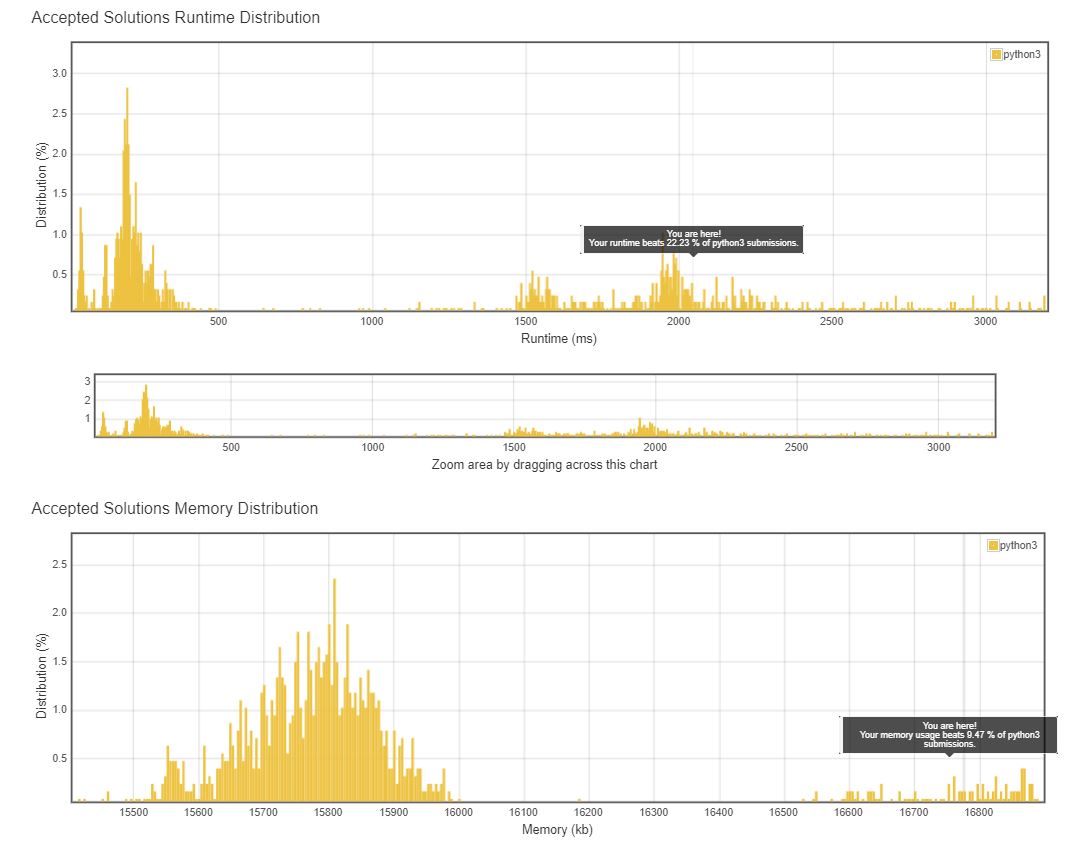 Accepted Solutions Runtime Distribution
python3
3.0
2.5
2.0
1.5
1.0
0.5
Distribution (%)
You are here!
Your runtime beats 22.23 % of python3 submissions.
500 1000 1500 2000 2500 3000
Runtime (ms)
3
2
1
500 1000 1500 2000 2500 3000
Zoom area by dragging across this chart
Accepted Solutions Memory Distribution
python3
2.5
2.0
1.5
1.0
0.5
Distribution (%)
You are here!
Your memory usage beats 9.47 % of python3
submissions.
15500 15600 15700 15800 15900 16000 16100 16200 16300 16400 16500 16600 16700 16800
Memory (kb)